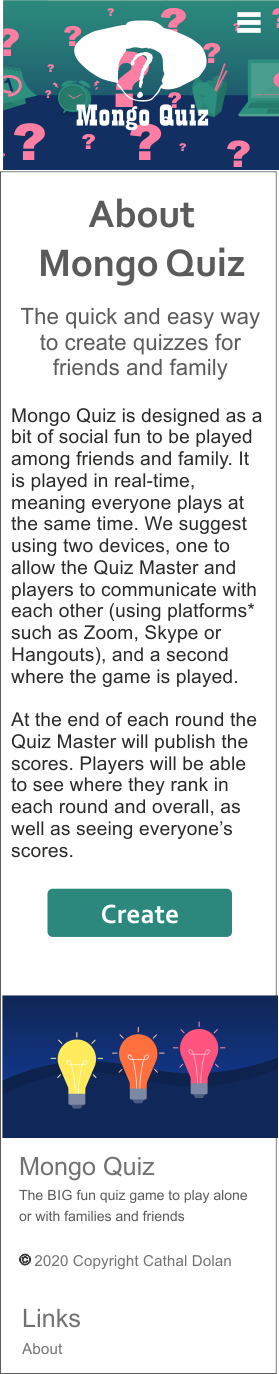 Mongo Quiz
About
Mongo Quiz
The quick and easy way
to create quizzes for
friends and family
Mongo Quiz is designed as a
bit of social fun to be played
among friends and family. It
is played in real-time,
meaning everyone plays at
the same time. We suggest
using two devices, one to
allow the Quiz Master and
players to communicate with
each other (using platforms*
such as Zoom, Skype or
Hangouts), and a second
where the game is played.
At the end of each round the
Quiz Master will publish the
scores. Players will be able
to see where they rank in
each round and overall, as
well as seeing everyone’s
scores.
Create
Mongo Quiz
The BIG fun quiz game to play alone
or with families and friends
© 2020 Copyright Cathal Dolan
Links
About